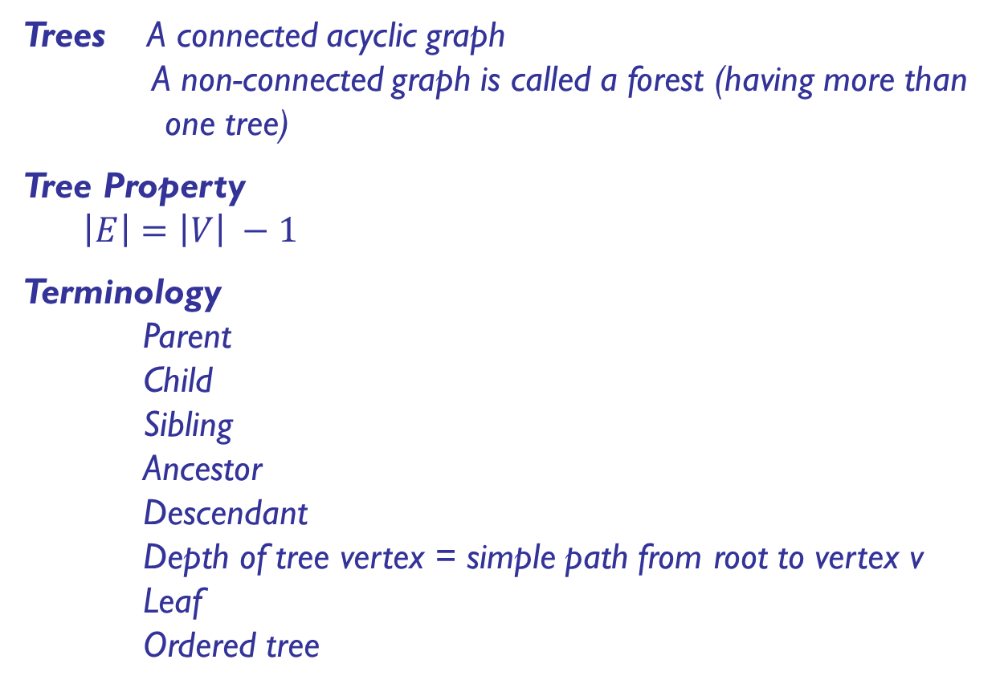 Trees A connected acyclic graph
A non-connected graph is called a forest (having more than
one tree)
Tree Property
|E| = |V| − 1
Terminology
Parent
Child
Sibling
Ancestor
Descendant
Depth of tree vertex = simple path from root to vertex v
Leaf
Ordered tree